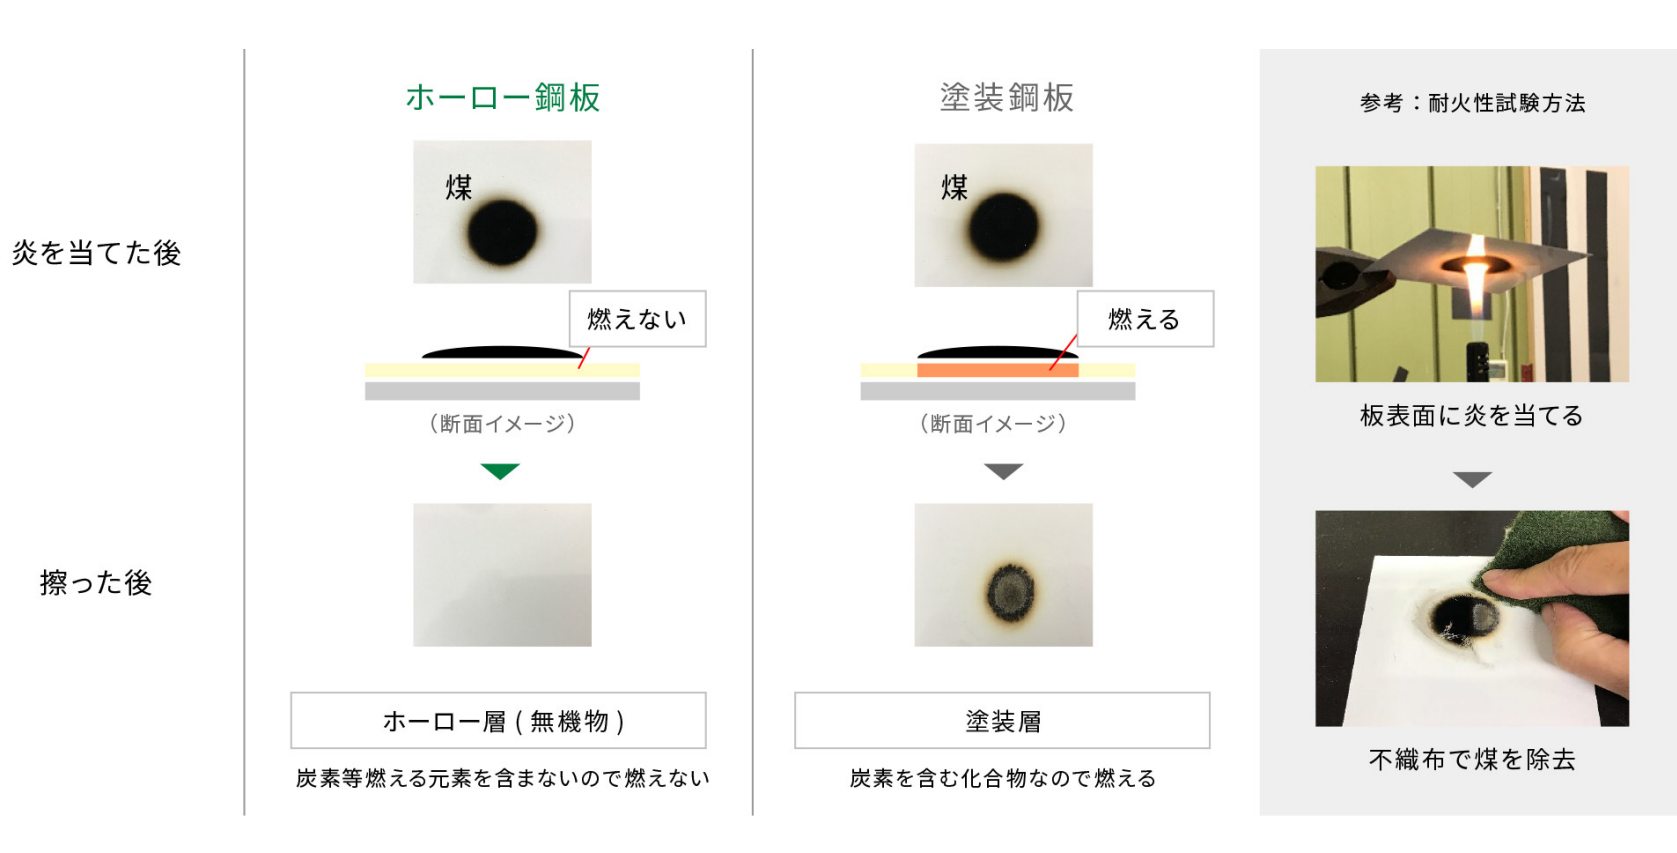 ホーロー鋼板
塗装鋼板
参考：耐火性試験方法
炎を当てた後
煤
煤
燃えない
燃える
（断面イメージ）
（断面イメージ）
板表面に炎を当てる
擦った後
ホーロー層 ( 無機物 )
塗装層
炭素等燃える元素を含まないので燃えない
炭素を含む化合物なので燃える
不織布で煤を除去